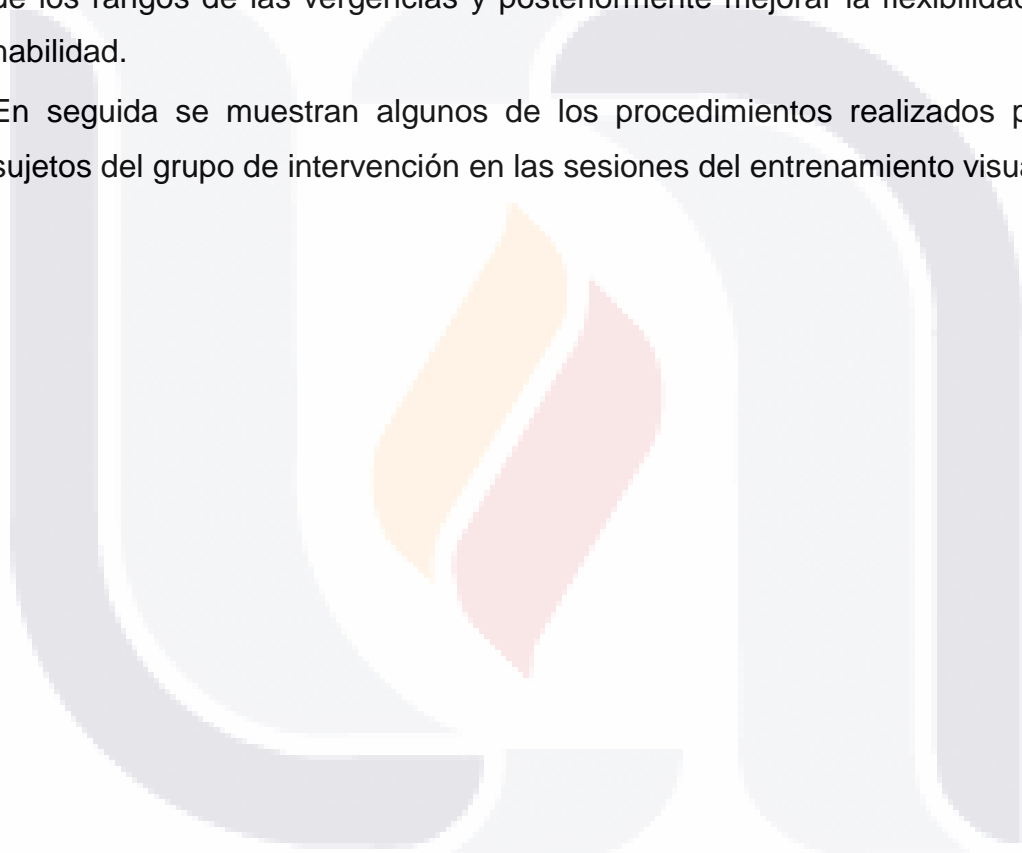 de los rangos de las vergencias y posteriormente mejorar la flexibilidad
habilidad.
En seguida se muestran algunos de los procedimientos realizados p
sujetos del grupo de intervención en las sesiones del entrenamiento visua